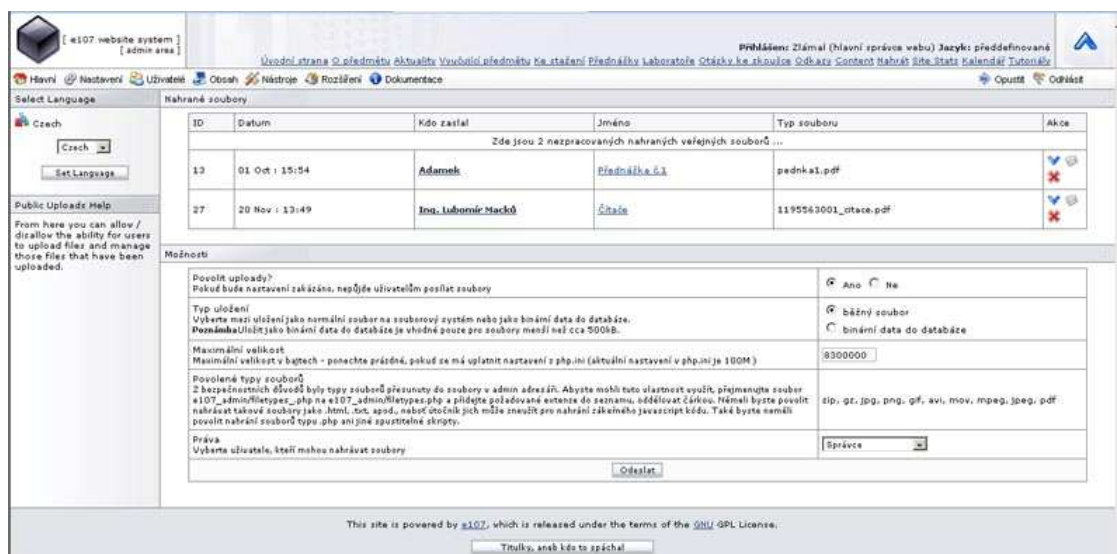 [ e107 website system ]
[ admin area ]
Přihlášen: Zlámal (hlavní správce webu) Jazyk: předdefinované
Úvodní strana O předmětu Aktuality Vyučující předmětu Ke stažení Přednášky Laboratoře Otázky ke zkoušce Odkazy Content Nahrát Site Stats Kalendář Tutoriály
Hlavní Nastavení Uživatelé Obsah Nástroje Rozšíření Dokumentace Opustit Odhlásit
Select Language
Czech
Czech
Set Language
Public Uploads Help
From here you can allow /
disallow the ability for users
to upload files and manage
those files that have been
uploaded.
Nahrané soubory
ID Datum Kdo zaslal Jméno Typ souboru Akce
Zde jsou 2 nezpracovaných nahraných veřejných souborů ...
13 01 Oct : 15:54 Adamek Přednáška č.1 pednka1.pdf
27 20 Nov : 13:49 Ing. Lubomír Macků Čítače 1195563001_citace.pdf
Možnosti
Povolit uploady?
Pokud bude nastavení zakázáno, nepůjde uživatelům posílat soubory
Ano Ne
Typ uložení
Vyberte mezi uložení jako normální soubor na souborový systém nebo jako binární data do databáze.
PoznámkaUložit jako binární data do databáze je vhodné pouze pro soubory menší než cca 500kB.
běžný soubor
binární data do databáze
Maximální velikost
Maximální velikost v bajtech - ponechte prázdné, pokud se má uplatnit nastavení z php.ini (aktuální nastavení v php.ini je 100M )
8300000
Povolené typy souborů
Z bezpečnostních důvodů byly typy souborů přesunuty do soubory v admin adresáři. Abyste mohli tuto vlastnost využít, přejmenujte soubor
e107_admin/filetypes_.php na e107_admin/filetypes.php a přidejte požadované extenze do seznamu, oddělovat čárkou. Neměli byste povolit
nahrávat takové soubory jako .html, .txt, apod., neboť útočník jich může zneužít pro nahrání zákeřného javascript kódu. Také byste neměli
povolit nahrání souborů typu .php ani jiné spustitelné skripty.
zip, gz, jpg, png, gif, avi, mov, mpeg, jpeg, pdf
Práva
Vyberte uživatele, kteří mohou nahrávat soubory
Správce
Odeslat
This site is powered by e107, which is released under the terms of the GNU GPL License.
Titulky, aneb kdo to spáchal